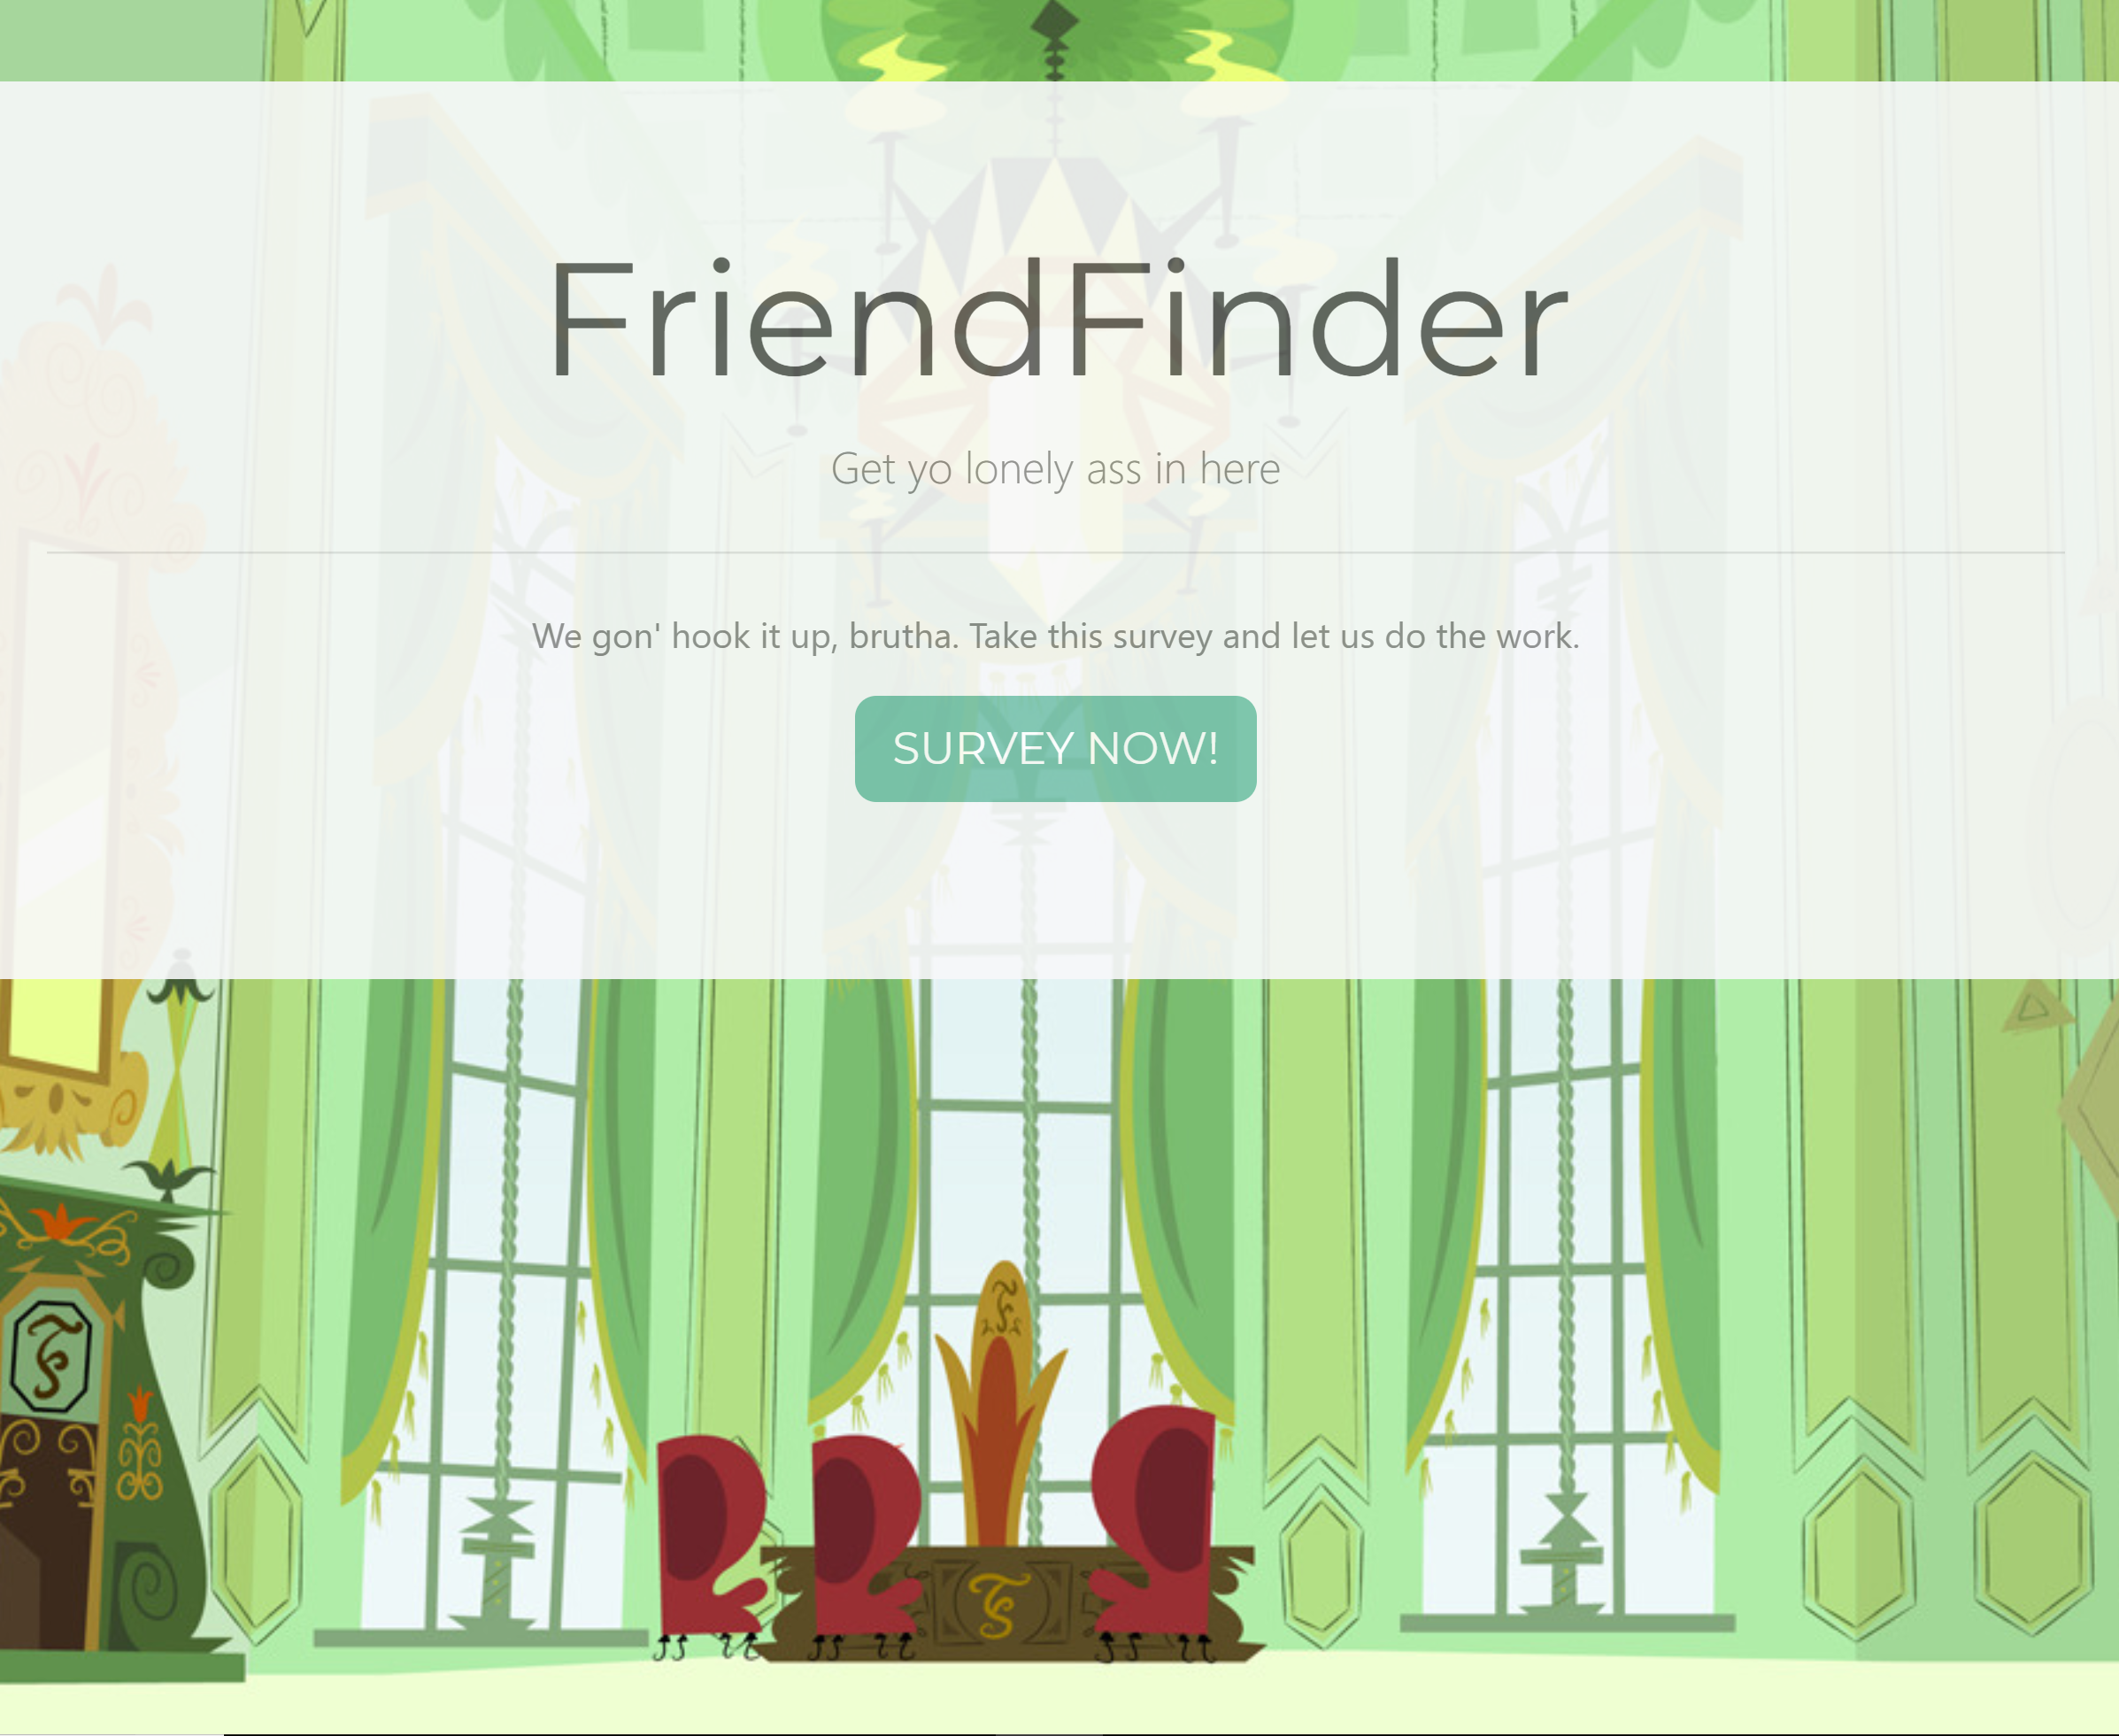 FriendFinder
Get yo lonely ass in here
We gon' hook it up, brutha. Take this survey and let us do the work.
SURVEY NOW!